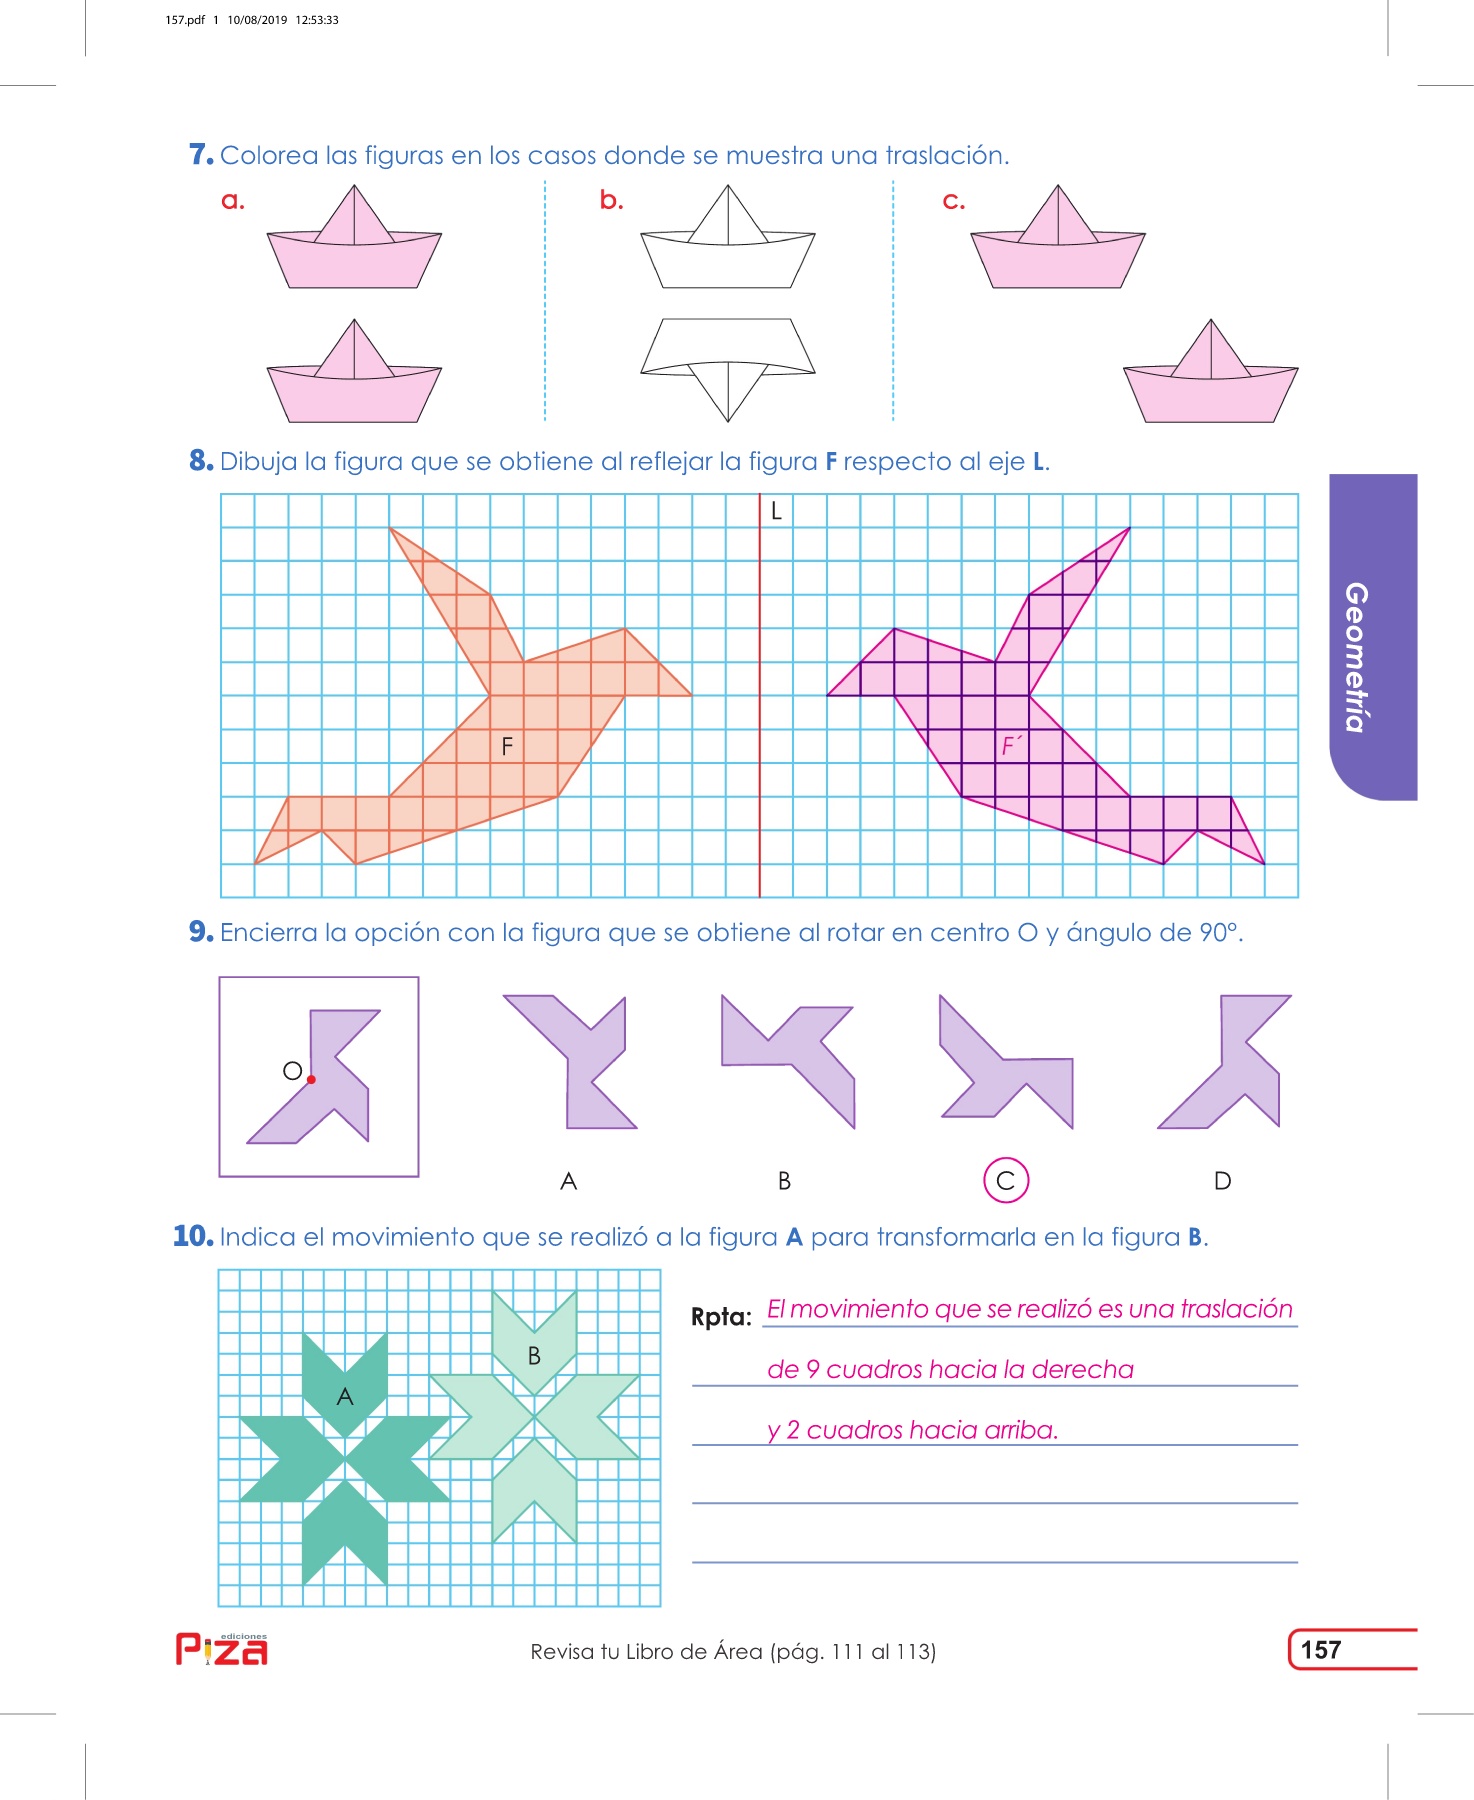 157.pdf 1 10/08/2019 12:53:33
7. Colorea las figuras en los casos donde se muestra una traslación.
a.
b.
c.
8. Dibuja la figura que se obtiene al reflejar la figura F respecto al eje L.
L
F
F´
Geometría
9. Encierra la opción con la figura que se obtiene al rotar en centro O y ángulo de 90°.
O
A
B
C
D
10. Indica el movimiento que se realizó a la figura A para transformarla en la figura B.
A
B
Rpta: El movimiento que se realizó es una traslación
de 9 cuadros hacia la derecha
y 2 cuadros hacia arriba.
ediciones
Piza
Revisa tu Libro de Área (pág. 111 al 113)
157